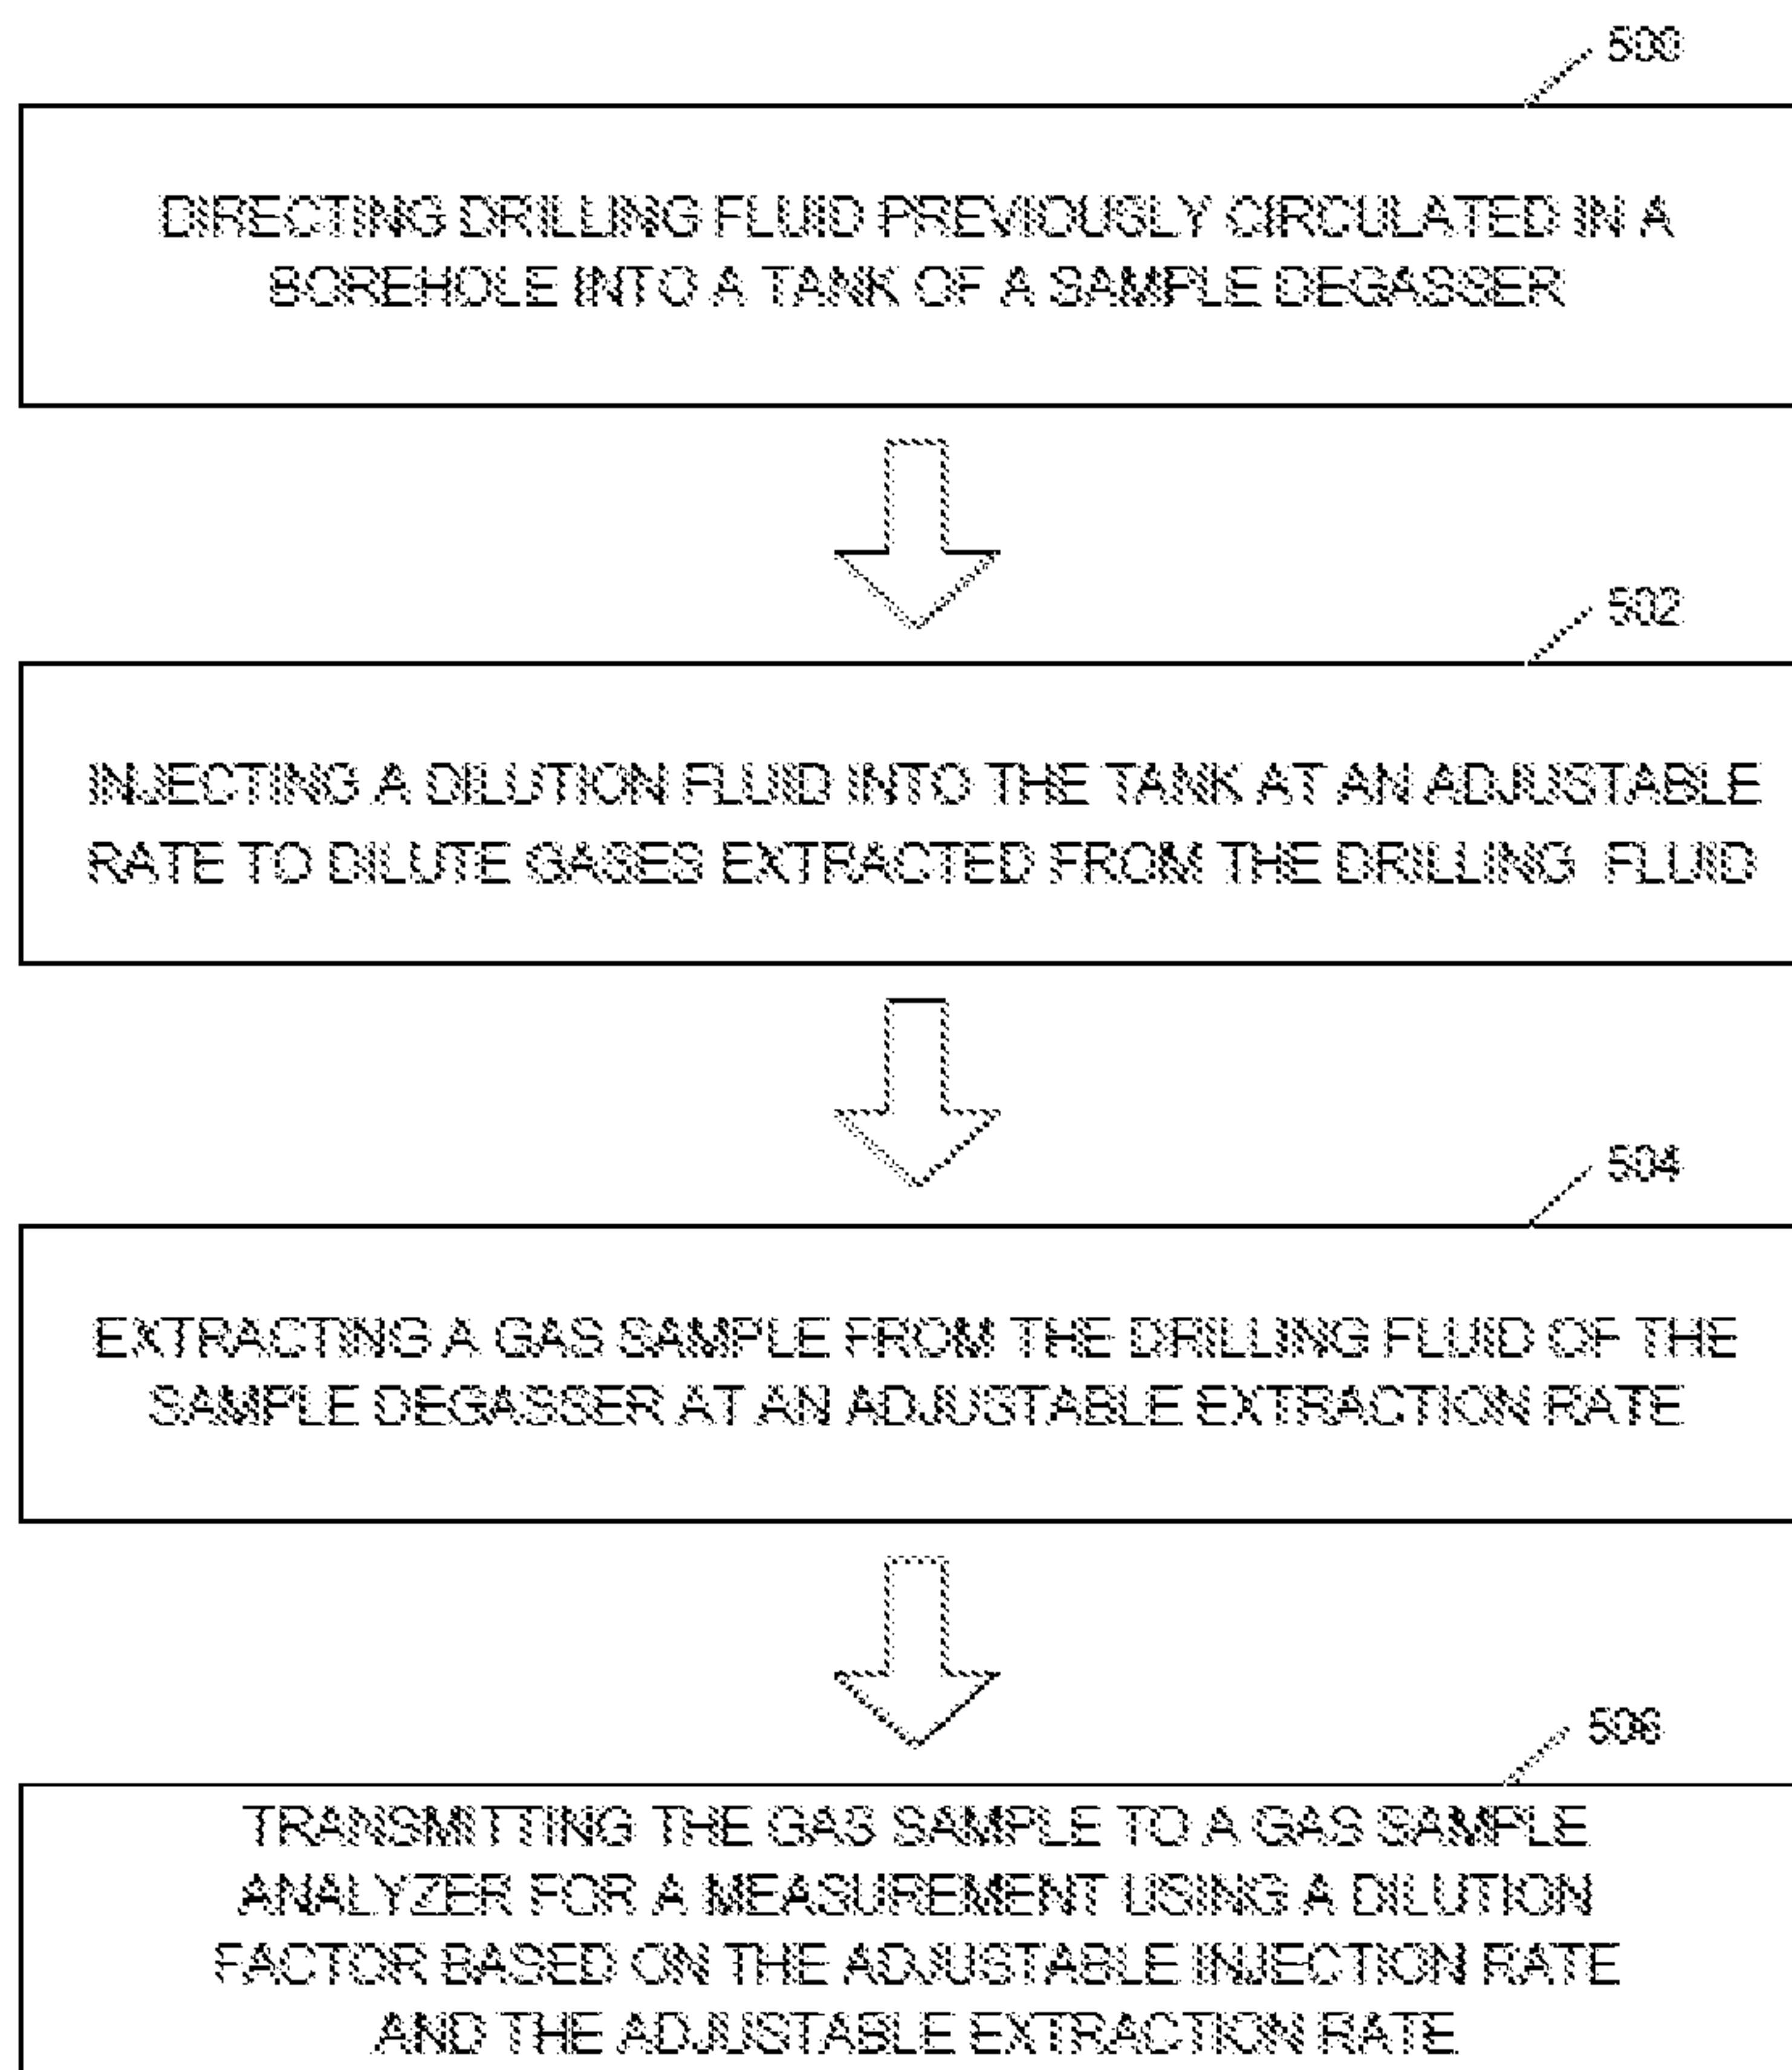 500
DIRECTING DRILLING FLUID PREVIOUSLY CIRCULATED IN A
BOREHOLE INTO A TANK OF A SAMPLE DEGASSER
502
INJECTING A DILUTION FLUID INTO THE TANK AT AN ADJUSTABLE
RATE TO DILUTE GASES EXTRACTED FROM THE DRILLING FLUID
504
EXTRACTING A GAS SAMPLE FROM THE DRILLING FLUID OF THE
SAMPLE DEGASSER AT AN ADJUSTABLE EXTRACTION RATE
506
TRANSMITTING THE GAS SAMPLE TO A GAS SAMPLE
ANALYZER FOR A MEASUREMENT USING A DILUTION
FACTOR BASED ON THE ADJUSTABLE INJECTION RATE
AND THE ADJUSTABLE EXTRACTION RATE